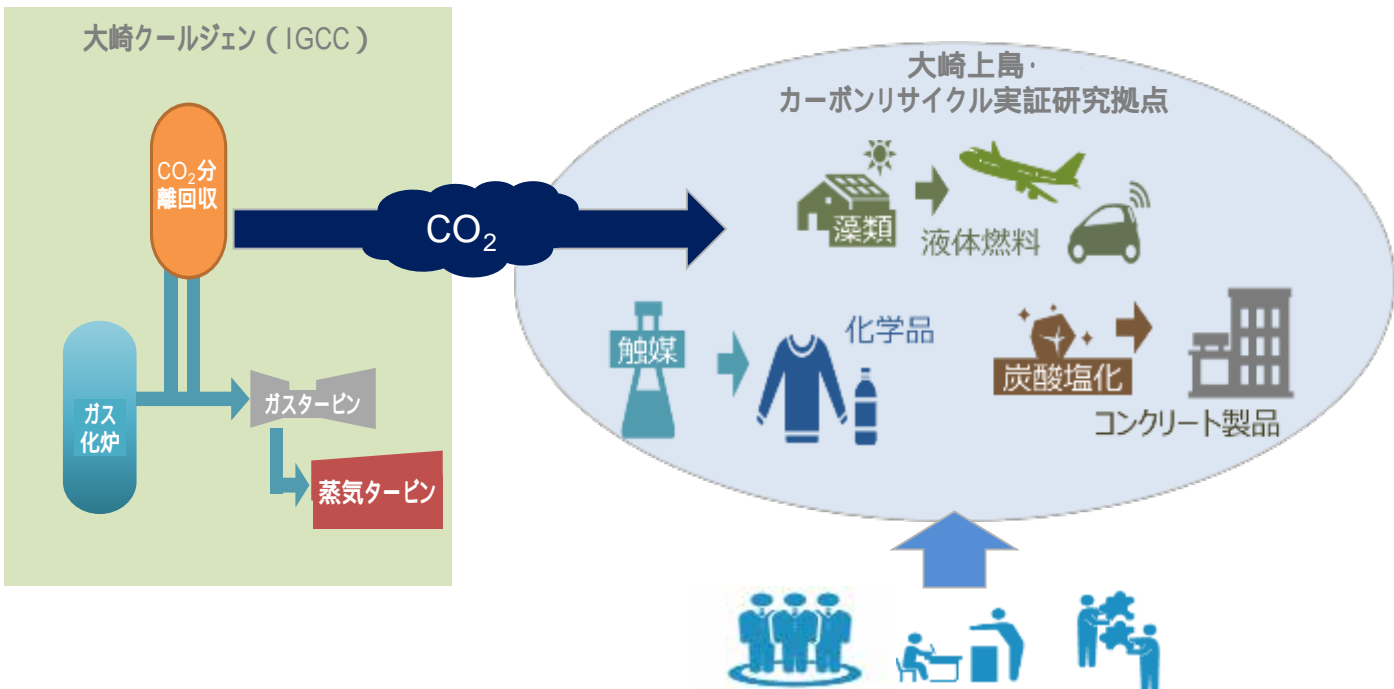 大崎クールジェン(IGCC)
CO₂分
離回収
ガス
化炉
ガスタービン
蒸気タービン
CO₂
大崎上島・
カーボンリサイクル実証研究拠点
藻類
液体燃料
触媒
化学品
炭酸塩化
コンクリート製品